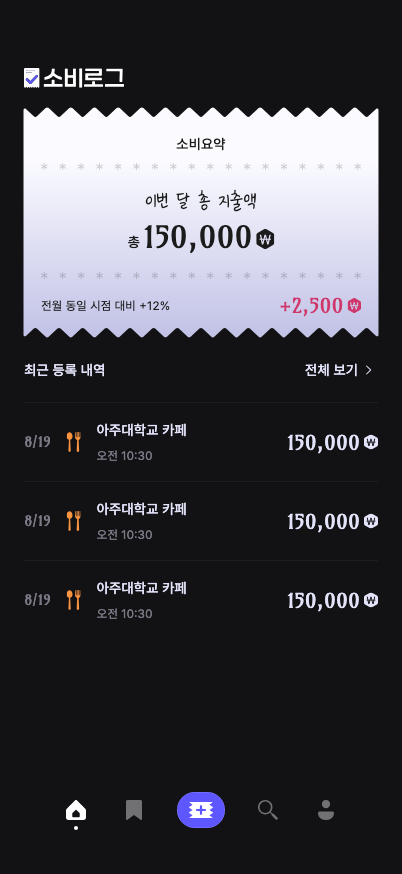 소비로그
소비요약
* * * * * * * * * * * * * * * * * *
이번 달 총 지출액
총 150,000 ₩
* * * * * * * * * * * * * * * * * *
전월 동일 시점 대비 +12% +2,500 ₩
최근 등록 내역 전체 보기 >
8/19 아주대학교 카페 150,000 ₩
오전 10:30
8/19 아주대학교 카페 150,000 ₩
오전 10:30
8/19 아주대학교 카페 150,000 ₩
오전 10:30